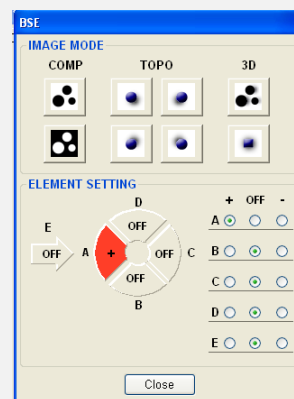 BSE
IMAGE MODE
COMP TOPO 3D
ELEMENT SETTING
+ OFF -
D
A
E OFF
B
OFF A + OFF C
C
OFF
D
B
E
Close